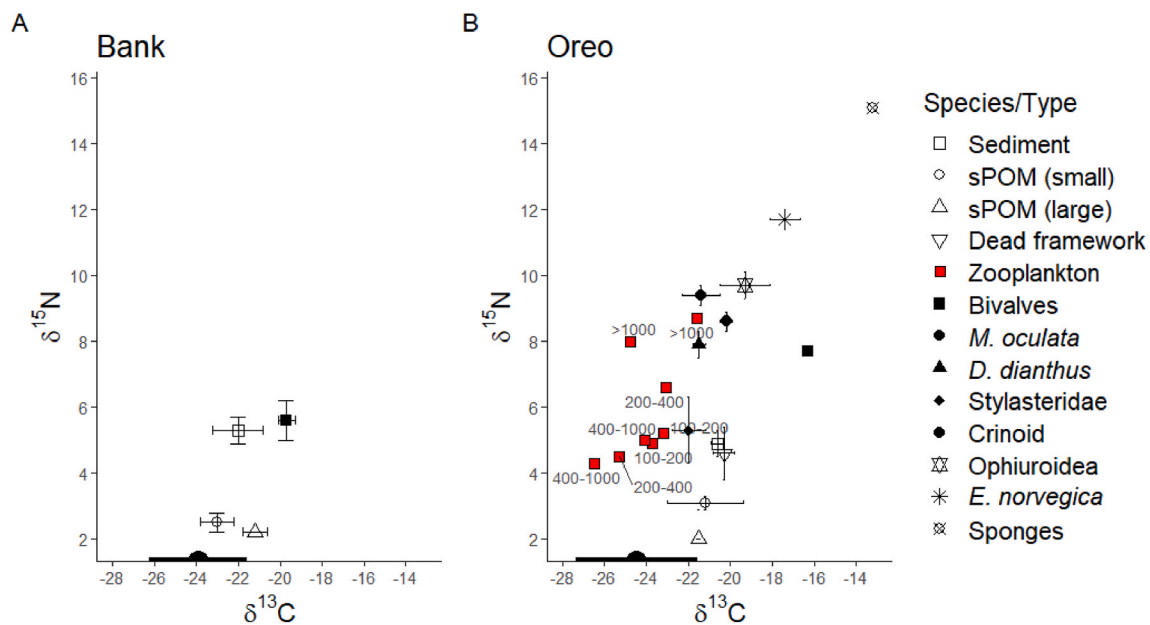 A
Bank
16
14
12
10
8
6
4
2
δ15N
-28
-26
-24
-22
-20
-18
-16
-14
δ13C
B
Oreo
16
14
12
10
8
6
4
2
δ15N
>1000
>1000
200-400
400-1000
100-200
100-200
400-1000
200-400
-28
-26
-24
-22
-20
-18
-16
-14
δ13C
Species/Type
Sediment
sPOM (small)
sPOM (large)
Dead framework
Zooplankton
Bivalves
M. oculata
D. dianthus
Stylasteridae
Crinoid
Ophiuroidea
E. norvegica
Sponges